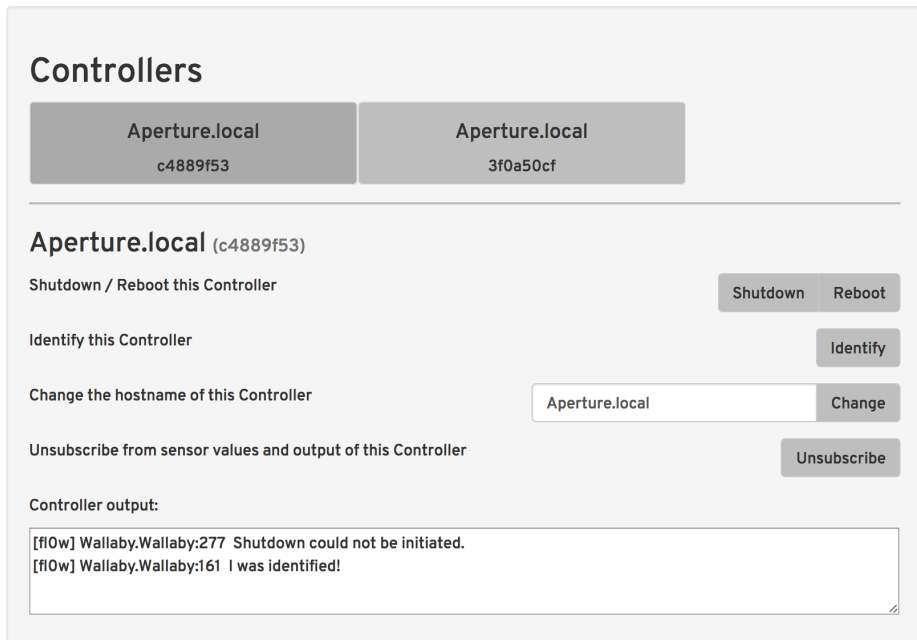 Controllers
Aperture.local
c4889f53
Aperture.local
3f0a50cf
Aperture.local (c4889f53)
Shutdown / Reboot this Controller
Shutdown
Reboot
Identify this Controller
Identify
Change the hostname of this Controller
Aperture.local
Change
Unsubscribe from sensor values and output of this Controller
Unsubscribe
Controller output:
[fl0w] Wallaby.Wallaby:277 Shutdown could not be initiated.
[fl0w] Wallaby.Wallaby:161 I was identified!